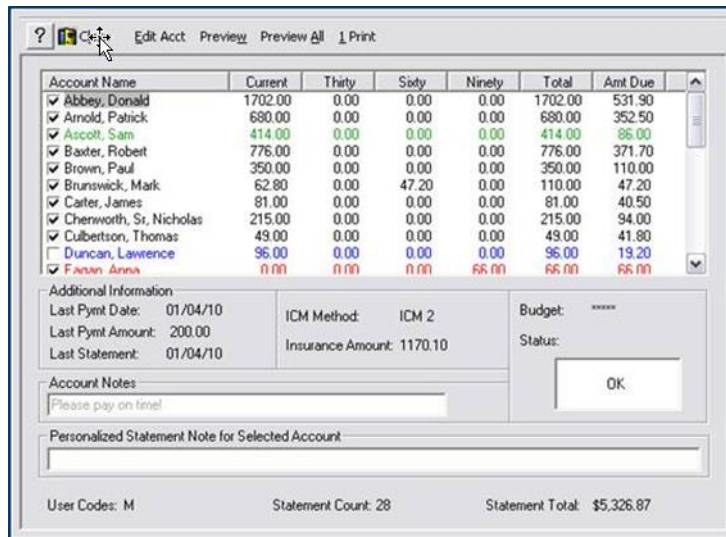 ? Edit Acct Preview Preview All 1 Print
Account Name Current Thirty Sixty Ninety Total Amt Due
Abbey, Donald 1702.00 0.00 0.00 0.00 1702.00 531.90
Arnold, Patrick 680.00 0.00 0.00 0.00 680.00 352.50
Ascott, Sam 414.00 0.00 0.00 0.00 414.00 86.00
Baxter, Robert 776.00 0.00 0.00 0.00 776.00 371.70
Brown, Paul 350.00 0.00 0.00 0.00 350.00 110.00
Brunswick, Mark 62.80 0.00 47.20 0.00 110.00 47.20
Carter, James 81.00 0.00 0.00 0.00 81.00 40.50
Chenworth, Sr, Nicholas 215.00 0.00 0.00 0.00 215.00 94.00
Culbertson, Thomas 49.00 0.00 0.00 0.00 49.00 41.80
Duncan, Lawrence 96.00 0.00 0.00 0.00 96.00 19.20
Fagan, Anna 0.00 0.00 0.00 66.00 66.00 66.00
Additional Information
Last Pymt Date: 01/04/10 ICM Method: ICM 2 Budget: *****
Last Pymt Amount: 200.00 Insurance Amount: 1170.10 Status:
Last Statement: 01/04/10
OK
Account Notes
Please pay on time!
Personalized Statement Note for Selected Account
User Codes: M Statement Count: 28 Statement Total: $5,326.87